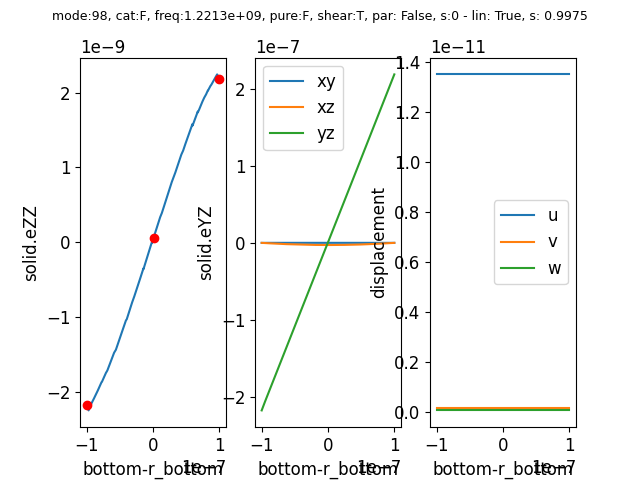 mode:98, cat:F, freq:1.2213e+09, pure:F, shear:T, par: False, s:0 - lin: True, s: 0.9975
1e−9
2
1
0
−1
−2
solid.eZZ
−1 0 1
1e−7
bottom-r_bottom
1e−7
xy
xz
yz
2
1
0
−1
−2
solid.eYZ
−1 0 1
1e−7
bottom-r_bottom
1e−11
1.4
1.2
1.0
0.8
0.6
0.4
0.2
0.0
displacement
u
v
w
−1 0 1
1e−7
bottom-r_bottom